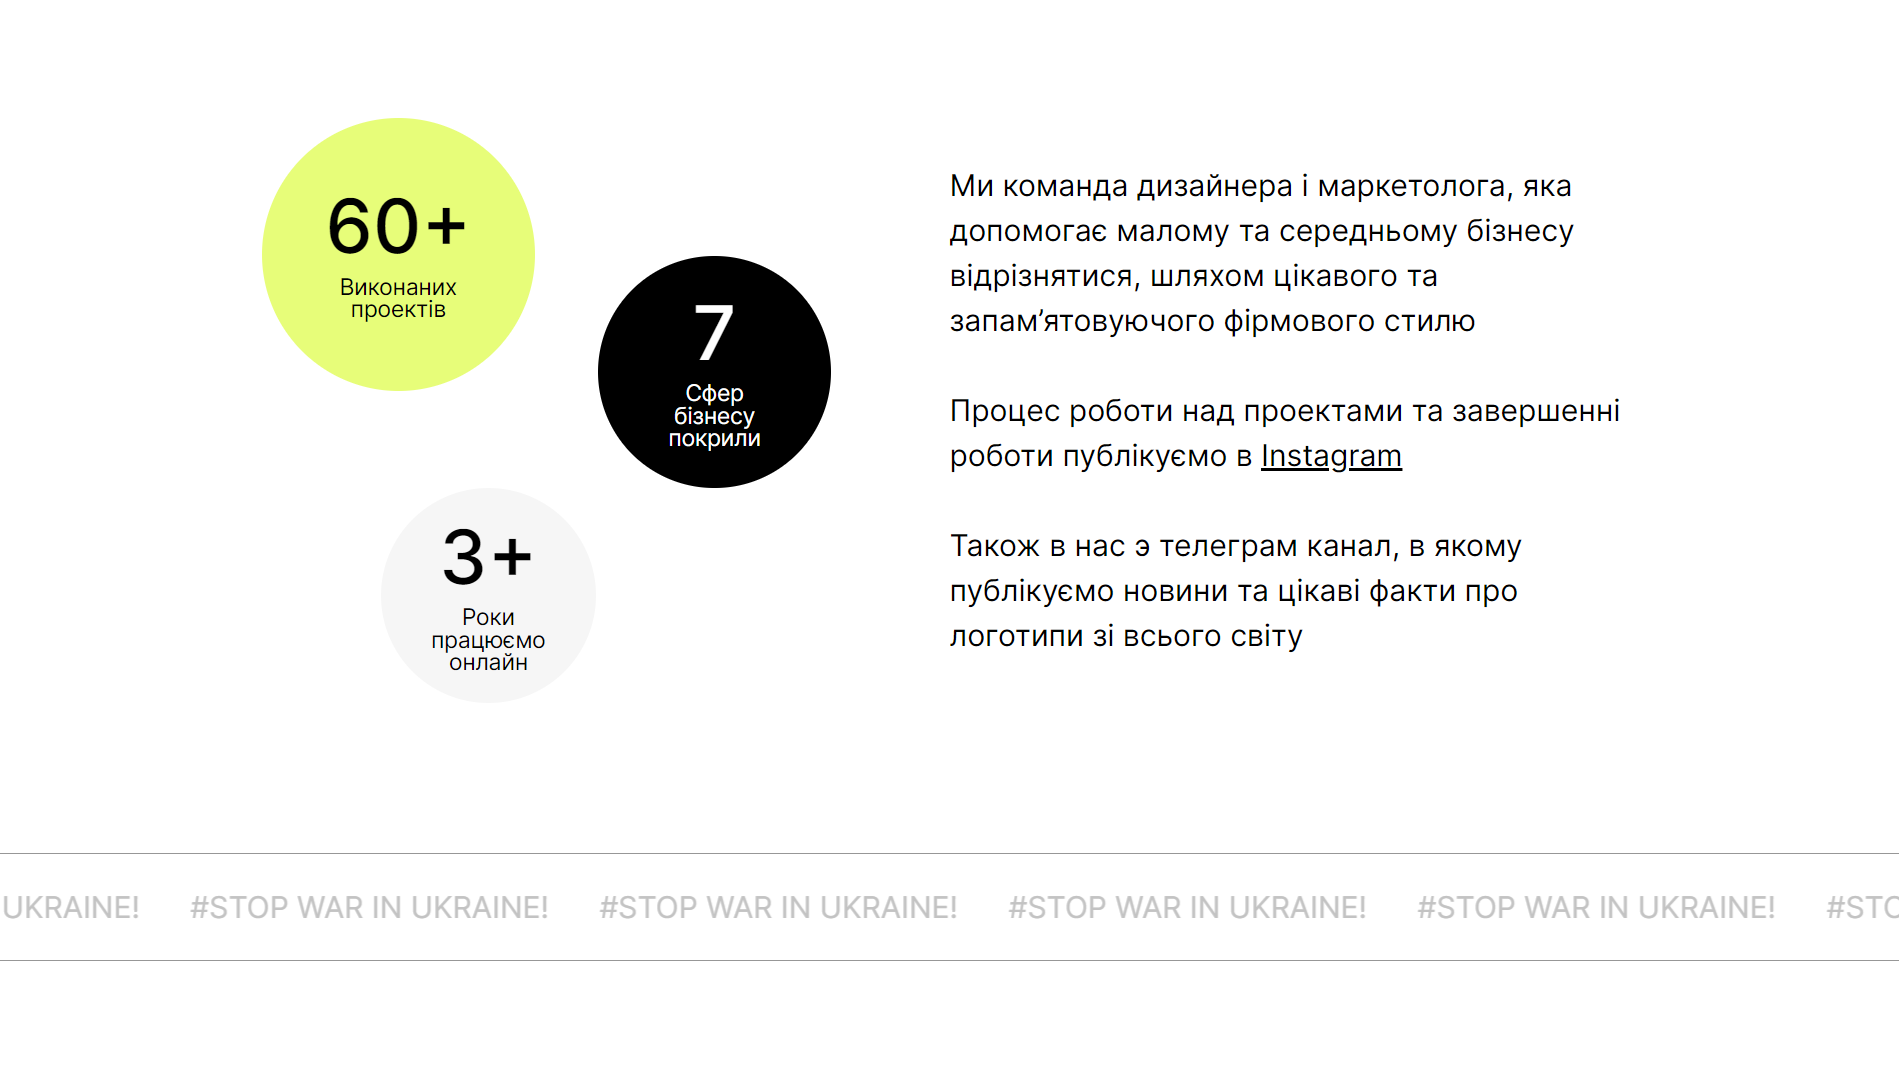 60+
Виконаних
проектів
7
Сфер
бізнесу
покрили
3+
Роки
працюємо
онлайн
Ми команда дизайнера і маркетолога, яка
допомогає малому та середньому бізнесу
відрізнятися, шляхом цікавого та
запам’ятовуючого фірмового стилю
Процес роботи над проектами та завершенні
роботи публікуємо в Instagram
Також в нас э телеграм канал, в якому
публікуємо новини та цікаві факти про
логотипи зі всього світу
UKRAINE! #STOP WAR IN UKRAINE! #STOP WAR IN UKRAINE! #STOP WAR IN UKRAINE! #STOP WAR IN UKRAINE! #STO